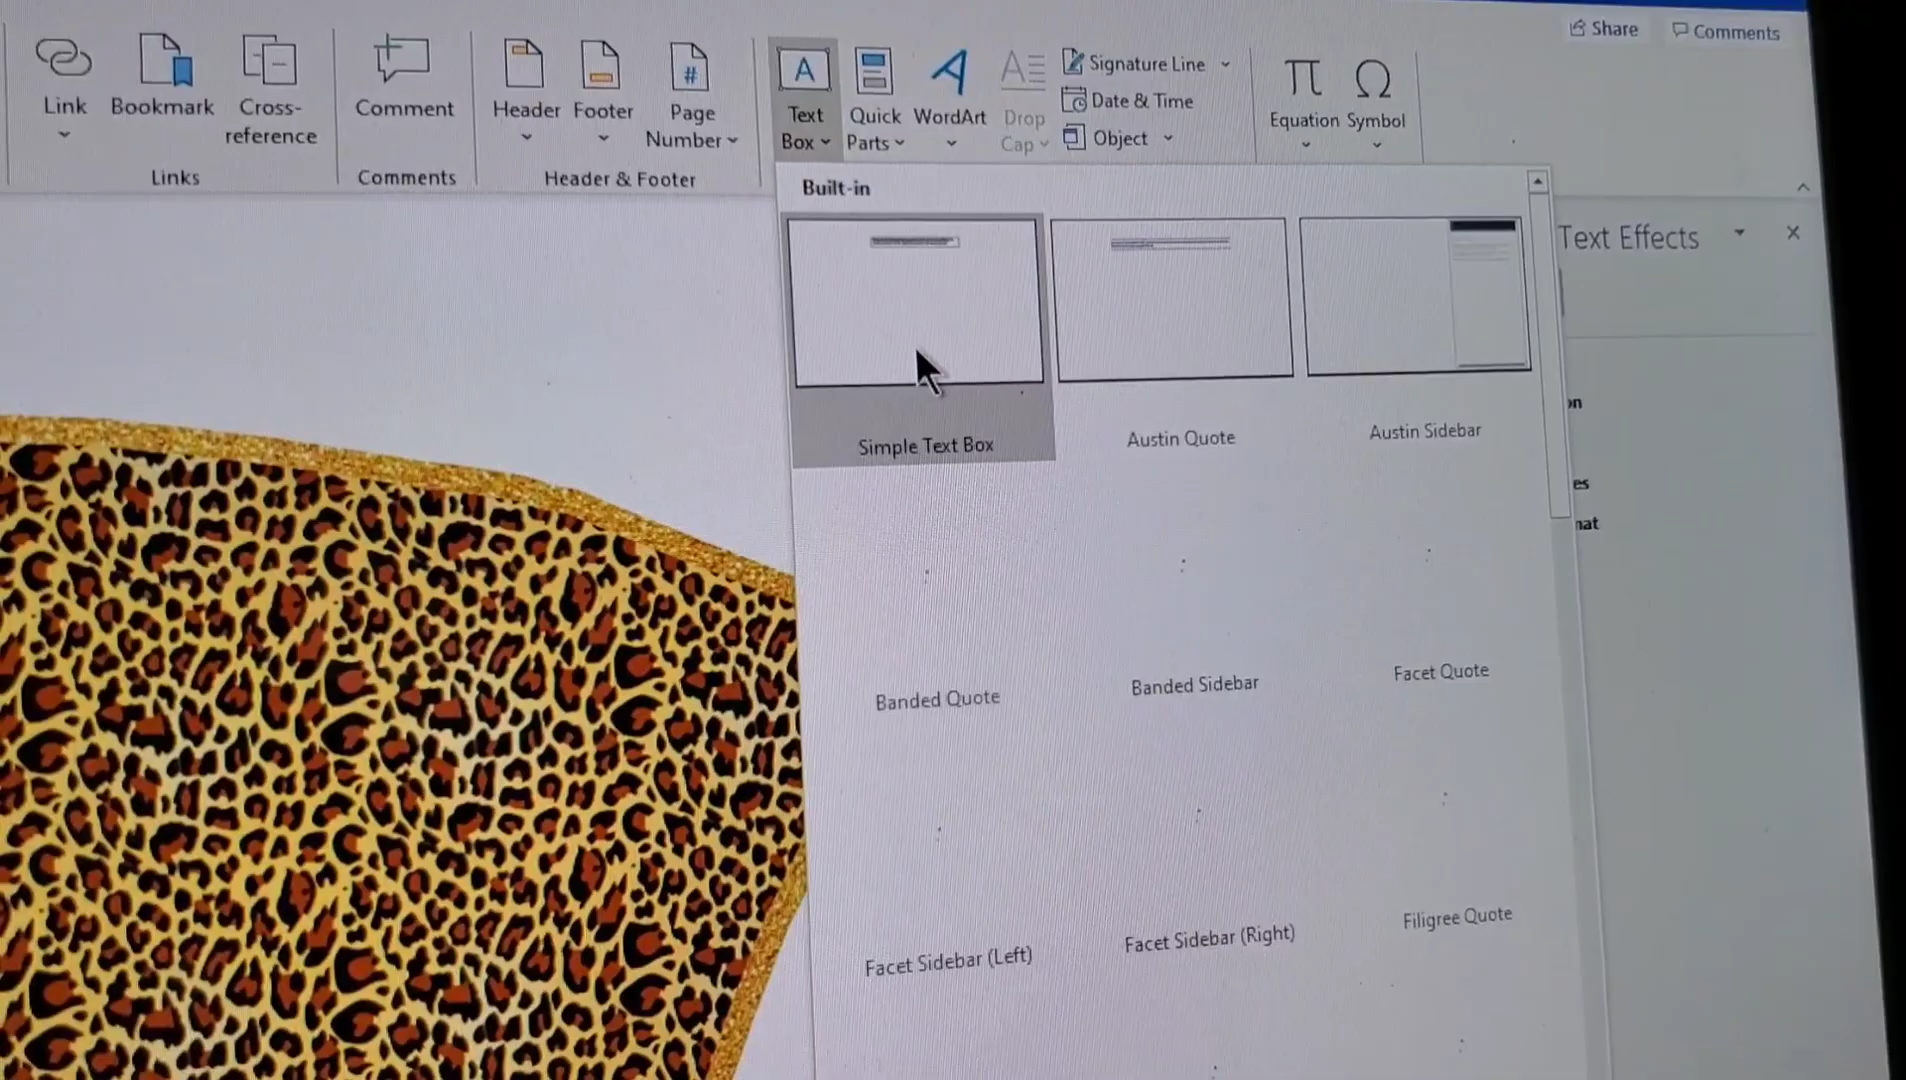 Share
Comments
Link
Bookmark
Cross-
reference
Links
Comment
Comments
Header
Footer
#
Page
Number
Header & Footer
A
Text
Box
Quick
Parts
A
WordArt
A
Drop
Cap
Signature Line
Date & Time
Object
π
Equation
Ω
Symbol
Built-in
Simple Text Box
Austin Quote
Austin Sidebar
Banded Quote
Banded Sidebar
Facet Quote
Facet Sidebar (Left)
Facet Sidebar (Right)
Filigree Quote
Text Effects
es